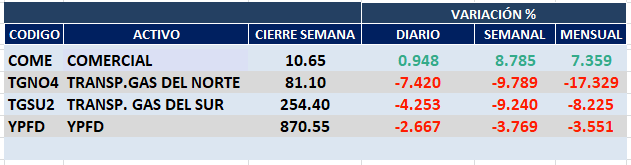 VARIACIÓN %
CODIGO ACTIVO CIERRE SEMANA DIARIO SEMANAL MENSUAL
COME COMERCIAL 10.65 0.948 8.785 7.359
TGNO4 TRANSP.GAS DEL NORTE 81.10 -7.420 -9.789 -17.329
TGSU2 TRANSP. GAS DEL SUR 254.40 -4.253 -9.240 -8.225
YPFD YPFD 870.55 -2.667 -3.769 -3.551